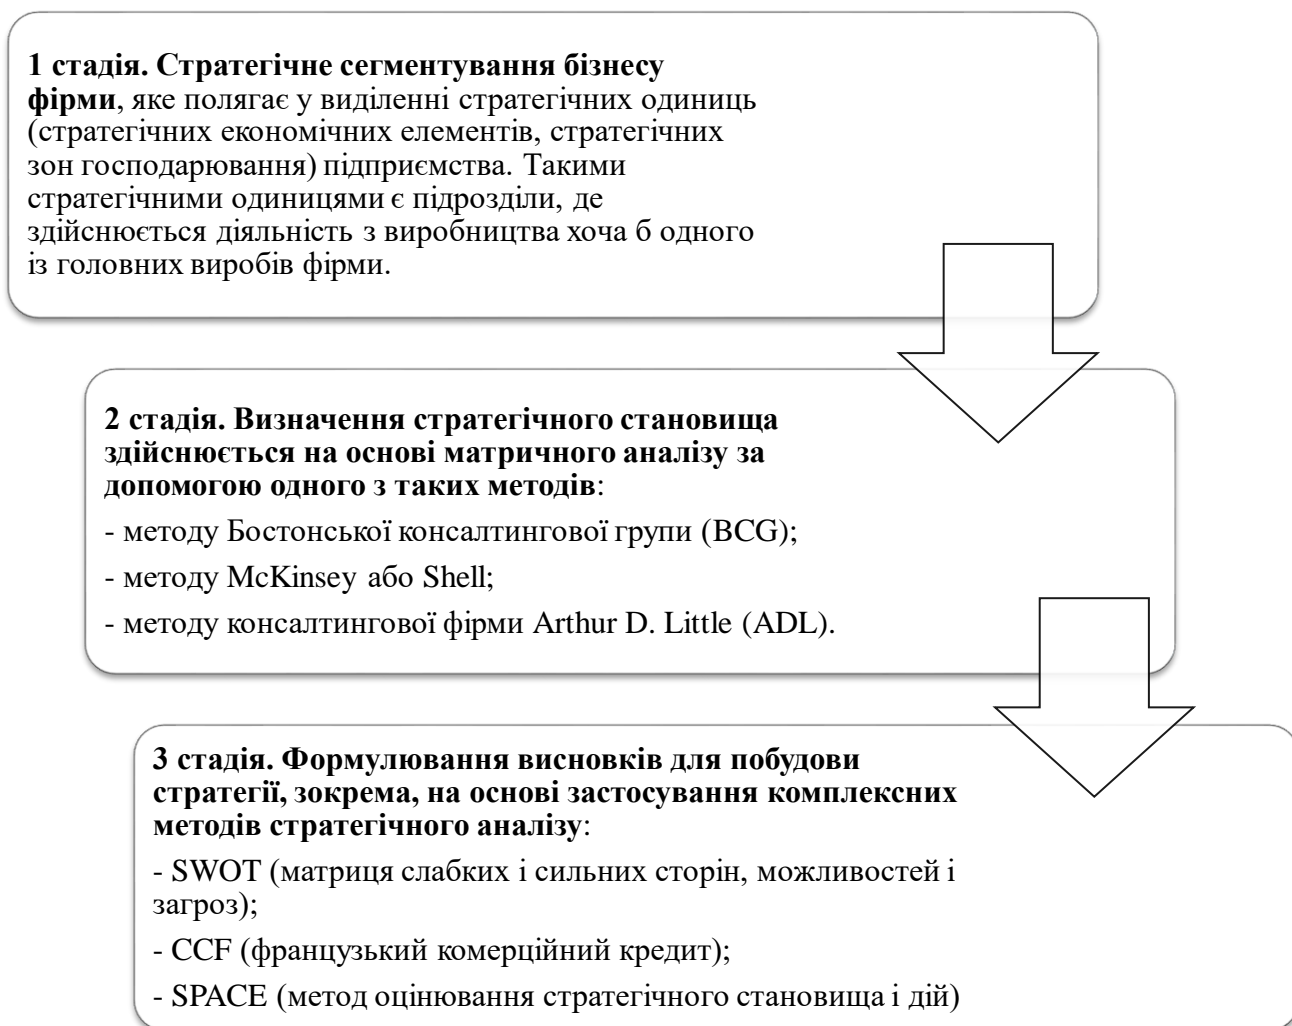 1 стадія. Стратегічне сегментування бізнесу
фірми, яке полягає у виділенні стратегічних одиниць
(стратегічних економічних елементів, стратегічних
зон господарювання) підприємства. Такими
стратегічними одиницями є підрозділи, де
здійснюється діяльність з виробництва хоча б одного
із головних виробів фірми.
2 стадія. Визначення стратегічного становища
здійснюється на основі матричного аналізу за
допомогою одного з таких методів:
- методу Бостонської консалтингової групи (BCG);
- методу McKinsey або Shell;
- методу консалтингової фірми Arthur D. Little (ADL).
3 стадія. Формулювання висновків для побудови
стратегії, зокрема, на основі застосування комплексних
методів стратегічного аналізу:
- SWOT (матриця слабких і сильних сторін, можливостей і
загроз);
- CCF (французький комерційний кредит);
- SPACE (метод оцінювання стратегічного становища і дій)